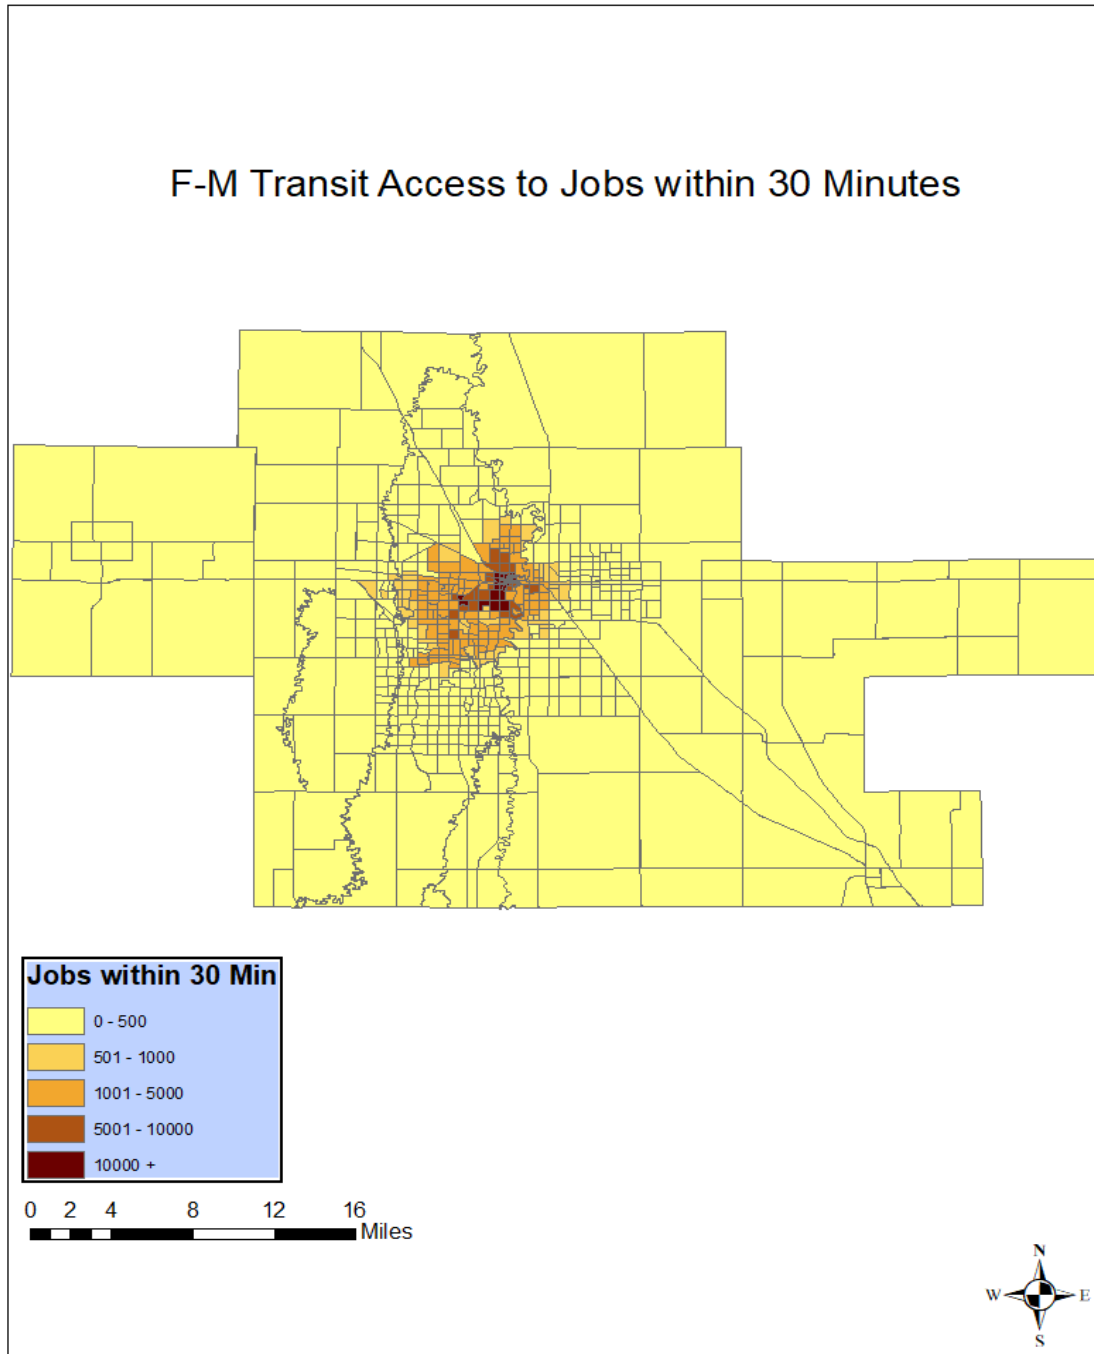 F-M Transit Access to Jobs within 30 Minutes
Jobs within 30 Min
0 - 500
501 - 1000
1001 - 5000
5001 - 10000
10000 +
0 2 4 8 12 16
Miles
N
W E
S